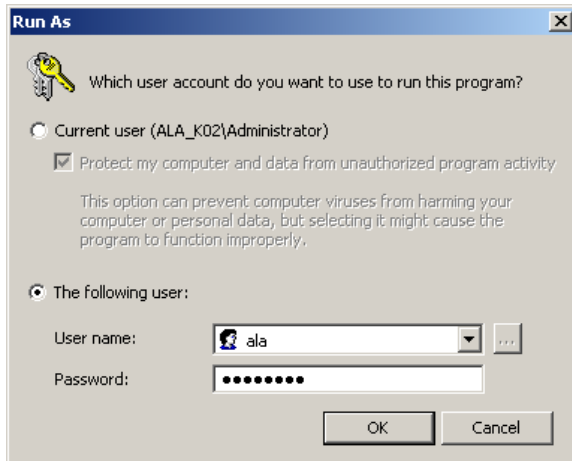 Run As
Which user account do you want to use to run this program?
Current user (ALA_K02\Administrator)
Protect my computer and data from unauthorized program activity
This option can prevent computer viruses from harming your
computer or personal data, but selecting it might cause the
program to function improperly.
The following user:
User name:
ala
...
Password:
●●●●●●●●
OK
Cancel